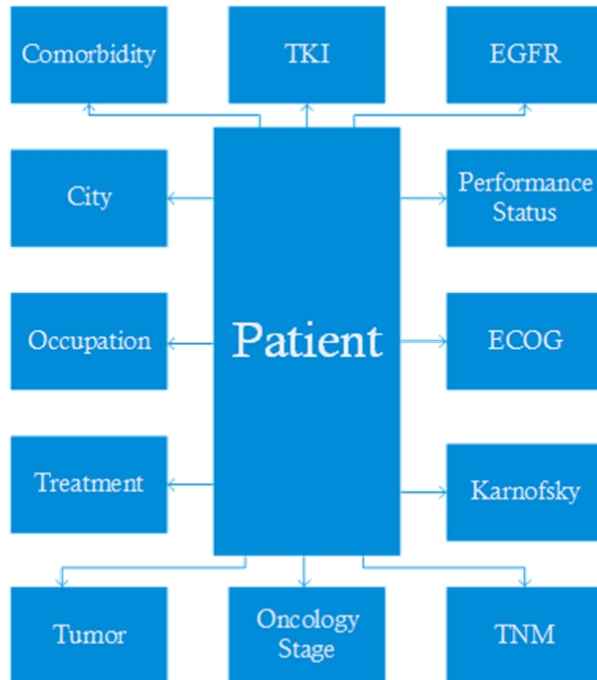 Comorbidity
TKI
EGFR
City
Performance
Status
Occupation
Patient
ECOG
Treatment
Karnofsky
Tumor
Oncology
Stage
TNM